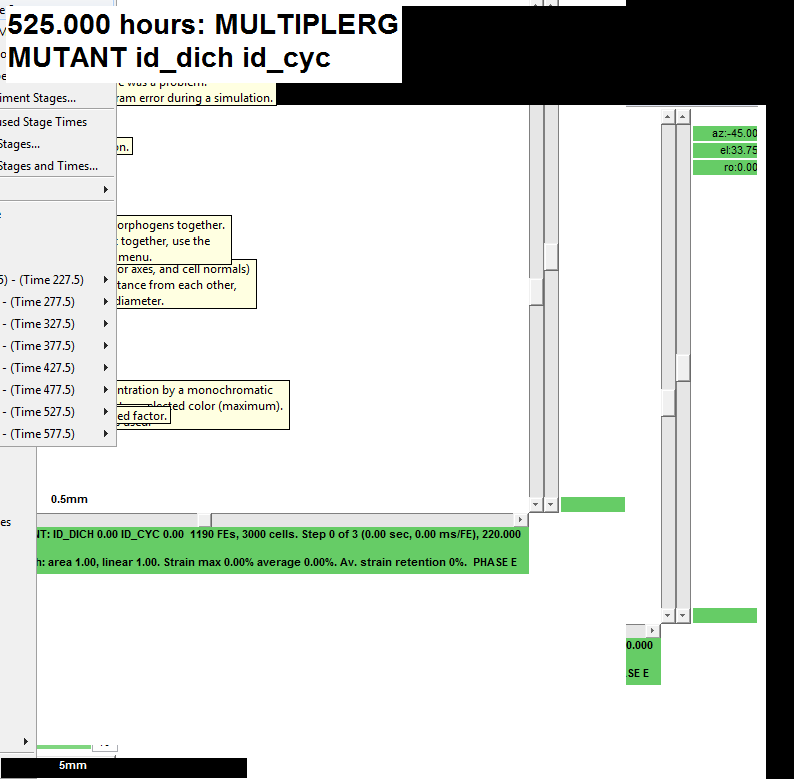 525.000 hours: MULTIPLERG
MUTANT id_dich id_cyc
e was a problem.
iment Stages...
ram error during a simulation.
used Stage Times
Stages...
on.
Stages and Times...
orphogens together.
t together, use the
menu.
or axes, and cell normals)
tance from each other,
diameter.
5) - (Time 227.5)
- (Time 277.5)
- (Time 327.5)
- (Time 377.5)
- (Time 427.5)
- (Time 477.5)
- (Time 527.5)
- (Time 577.5)
ntration by a monochromatic
color (maximum).
ed factor.
az:-45.00
el:33.75
ro:0.00
0.5mm
es
NT: ID_DICH 0.00 ID_CYC 0.00 1190 FEs, 3000 cells. Step 0 of 3 (0.00 sec, 0.00 ms/FE), 220.000
h: area 1.00, linear 1.00. Strain max 0.00% average 0.00%. Av. strain retention 0%. PHASE E
0.000
SE E
5mm